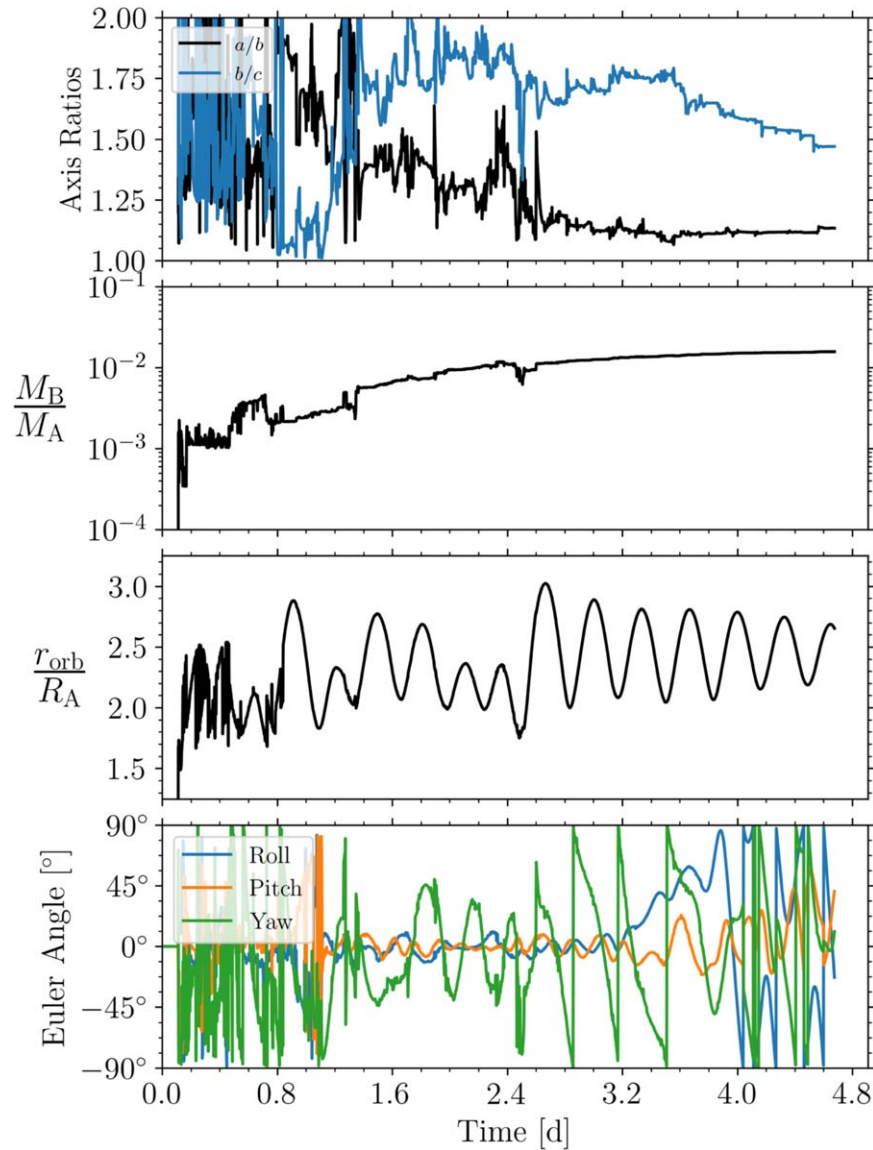 2.00
1.75
1.50
1.25
1.00
Axis Ratios
a/b
b/c
10⁻¹
10⁻²
10⁻³
10⁻⁴
M_B
M_A
3.0
2.5
2.0
1.5
r_orb
R_A
90°
45°
0°
−45°
−90°
Euler Angle [°]
Roll
Pitch
Yaw
0.0 0.8 1.6 2.4 3.2 4.0 4.8
Time [d]